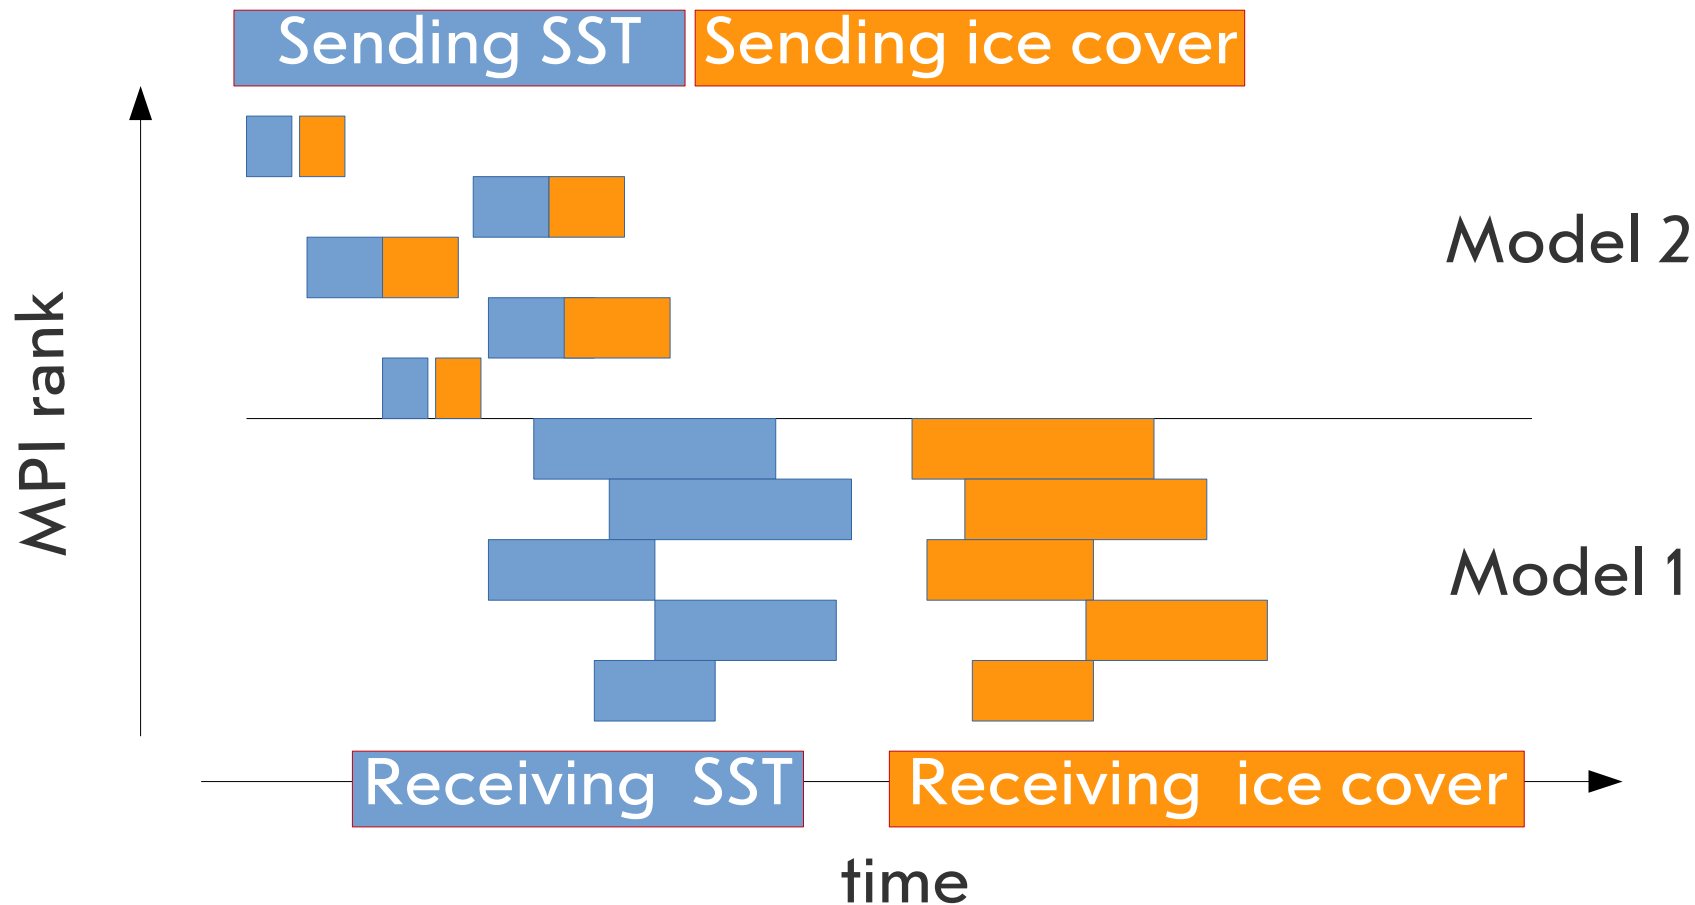 Sending SST
Sending ice cover
Model 2
MPI rank
Model 1
Receiving SST
Receiving ice cover
time